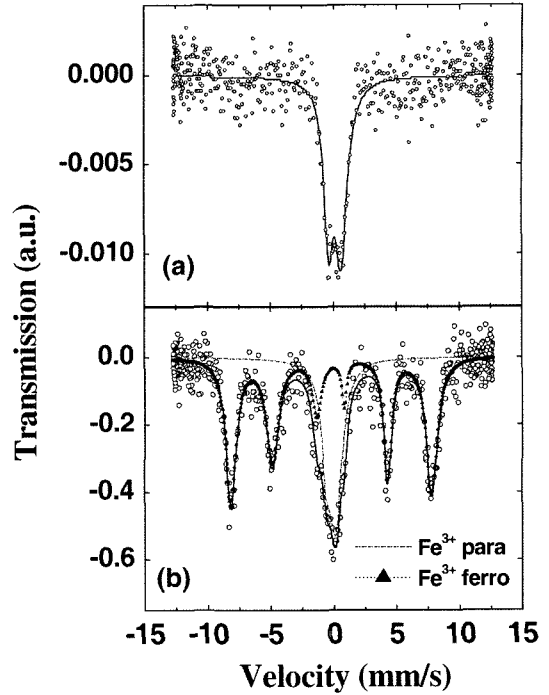 0.000
-0.005
-0.010
(a)
Transmission (a.u.)
0.0
-0.2
-0.4
-0.6
(b)
Fe³⁺ para
Fe³⁺ ferro
-15 -10 -5 0 5 10 15
Velocity (mm/s)